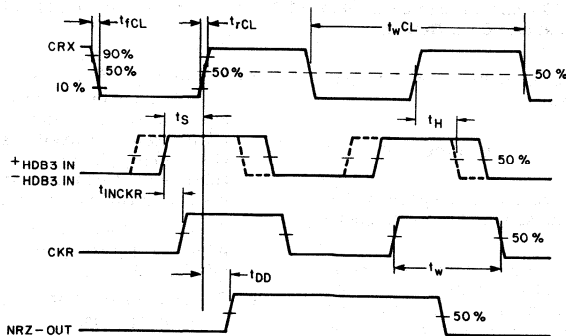 tfCL trCL twCL
CRX 90% 50% 10% 50% 50%
tS tH
+HDB3 IN
-HDB3 IN 50%
tINCKR
CKR 50%
tw
tDD
NRZ-OUT 50%